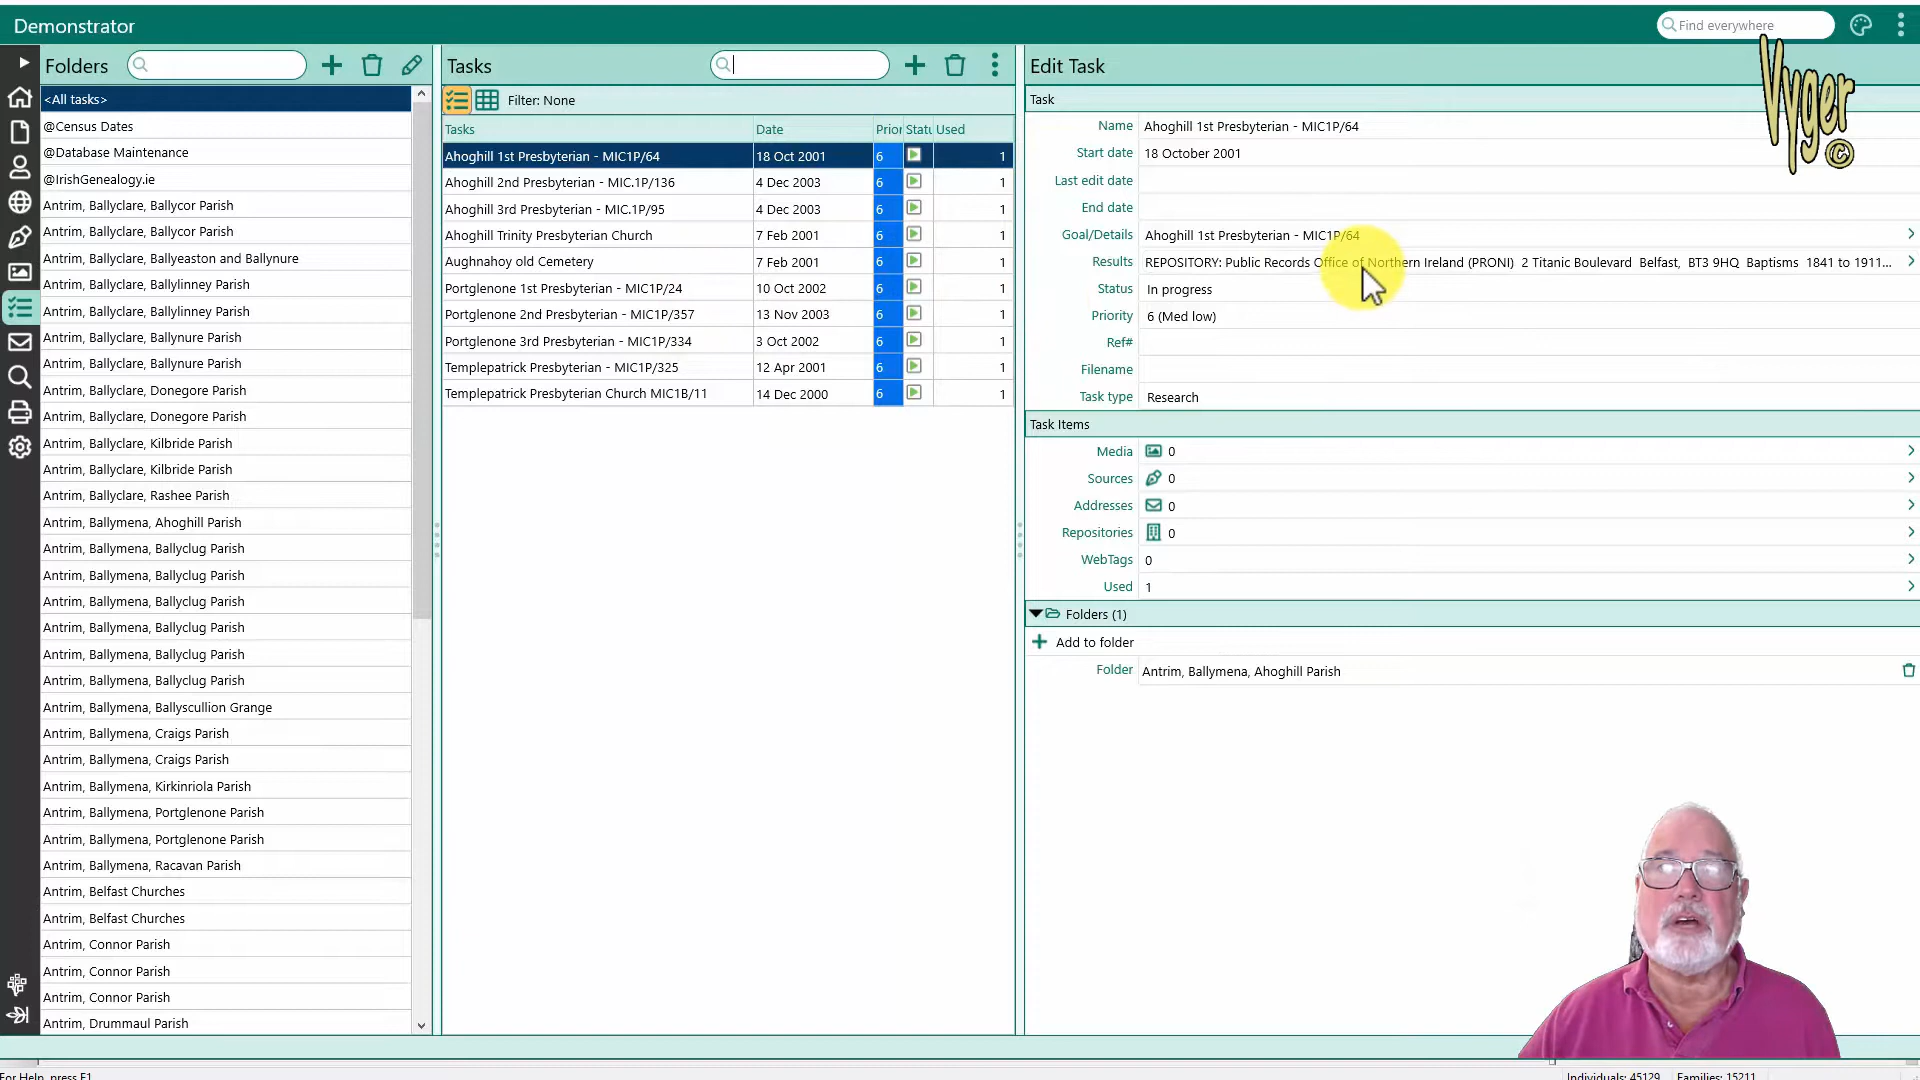 Demonstrator
Find everywhere
Vyger ©
Folders
<All tasks>
@Census Dates
@Database Maintenance
@IrishGenealogy.ie
Antrim, Ballyclare, Ballycor Parish
Antrim, Ballyclare, Ballycor Parish
Antrim, Ballyclare, Ballyeaston and Ballynure
Antrim, Ballyclare, Ballylinney Parish
Antrim, Ballyclare, Ballylinney Parish
Antrim, Ballyclare, Ballynure Parish
Antrim, Ballyclare, Ballynure Parish
Antrim, Ballyclare, Donegore Parish
Antrim, Ballyclare, Donegore Parish
Antrim, Ballyclare, Kilbride Parish
Antrim, Ballyclare, Kilbride Parish
Antrim, Ballyclare, Rashee Parish
Antrim, Ballymena, Ahoghill Parish
Antrim, Ballymena, Ballyclug Parish
Antrim, Ballymena, Ballyclug Parish
Antrim, Ballymena, Ballyclug Parish
Antrim, Ballymena, Ballyclug Parish
Antrim, Ballymena, Ballyclug Parish
Antrim, Ballymena, Ballyclug Parish
Antrim, Ballymena, Ballyscullion Grange
Antrim, Ballymena, Craigs Parish
Antrim, Ballymena, Craigs Parish
Antrim, Ballymena, Kirkinriola Parish
Antrim, Ballymena, Portglenone Parish
Antrim, Ballymena, Portglenone Parish
Antrim, Ballymena, Racavan Parish
Antrim, Belfast Churches
Antrim, Belfast Churches
Antrim, Connor Parish
Antrim, Connor Parish
Antrim, Connor Parish
Antrim, Drummaul Parish
Tasks
Filter: None
Tasks Date Prior Statu Used
Ahoghill 1st Presbyterian - MIC1P/64 18 Oct 2001 6 1
Ahoghill 2nd Presbyterian - MIC.1P/136 4 Dec 2003 6 1
Ahoghill 3rd Presbyterian - MIC.1P/95 4 Dec 2003 6 1
Ahoghill Trinity Presbyterian Church 7 Feb 2001 6 1
Aughnahoy old Cemetery 7 Feb 2001 6 1
Portglenone 1st Presbyterian - MIC1P/24 10 Oct 2002 6 1
Portglenone 2nd Presbyterian - MIC1P/357 13 Nov 2003 6 1
Portglenone 3rd Presbyterian - MIC1P/334 3 Oct 2002 6 1
Templepatrick Presbyterian - MIC1P/325 12 Apr 2001 6 1
Templepatrick Presbyterian Church MIC1B/11 14 Dec 2000 6 1
Edit Task
Task
Name Ahoghill 1st Presbyterian - MIC1P/64
Start date 18 October 2001
Last edit date
End date
Goal/Details Ahoghill 1st Presbyterian - MIC1P/64
Results REPOSITORY: Public Records Office of Northern Ireland (PRONI) 2 Titanic Boulevard Belfast, BT3 9HQ Baptisms 1841 to 1911...
Status In progress
Priority 6 (Med low)
Ref#
Filename
Task type Research
Task Items
Media 0
Sources 0
Addresses 0
Repositories 0
WebTags 0
Used 1
Folders (1)
Add to folder
Folder Antrim, Ballymena, Ahoghill Parish
For Help, press F1
Individuals: 45129 Families: 15211